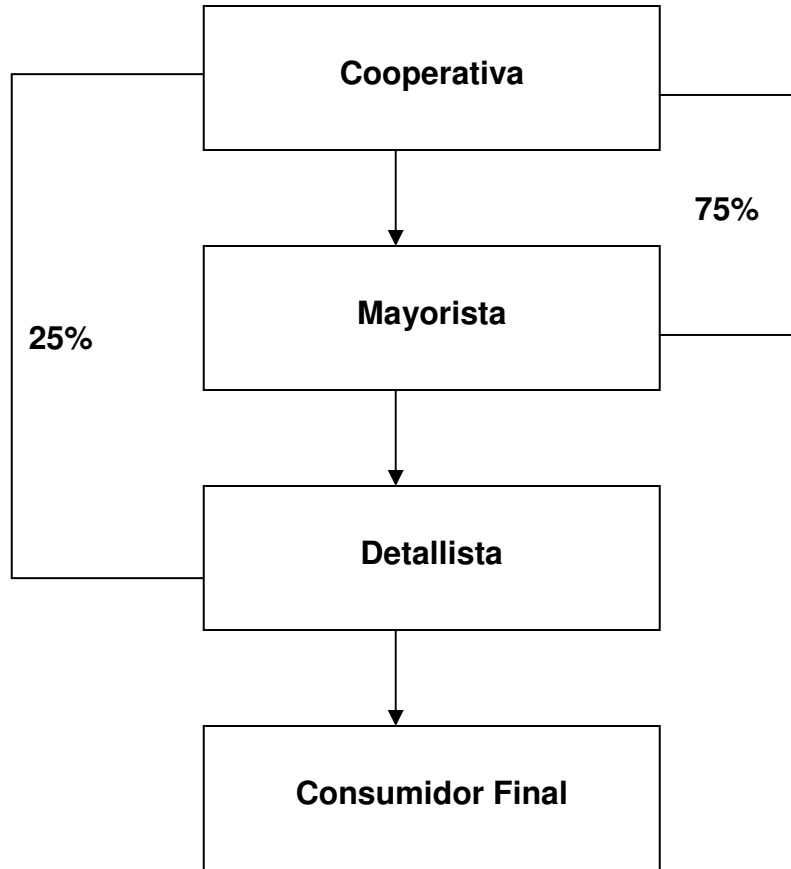 Cooperativa
75%
Mayorista
25%
Detallista
Consumidor Final